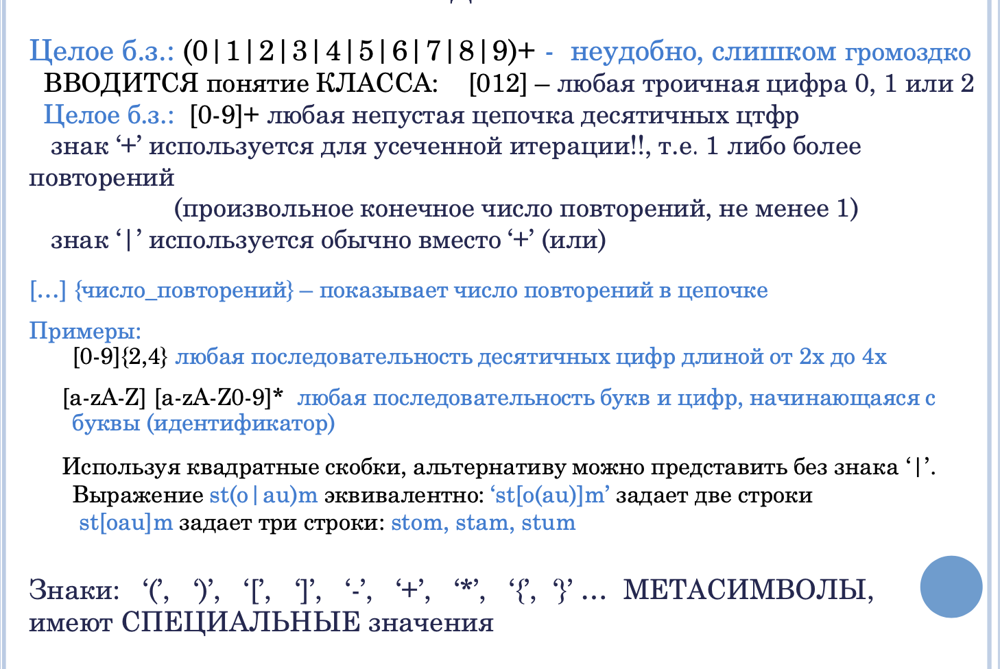 Целое б.з.: (0|1|2|3|4|5|6|7|8|9)+ - неудобно, слишком громоздко
ВВОДИТСЯ понятие КЛАССА: [012] – любая троичная цифра 0, 1 или 2
Целое б.з.: [0-9]+ любая непустая цепочка десятичных цтфр
знак ‘+’ используется для усеченной итерации!!, т.е. 1 либо более
повторений
(произвольное конечное число повторений, не менее 1)
знак ‘|’ используется обычно вместо ‘+’ (или)
[…] {число_повторений} – показывает число повторений в цепочке
Примеры:
[0-9]{2,4} любая последовательность десятичных цифр длиной от 2х до 4х
[a-zA-Z] [a-zA-Z0-9]* любая последовательность букв и цифр, начинающаяся с
буквы (идентификатор)
Используя квадратные скобки, альтернативу можно представить без знака ‘|’.
Выражение st(o|au)m эквивалентно: ‘st[o(au)]m’ задает две строки
st[oau]m задает три строки: stom, stam, stum
Знаки: ‘(’, ‘)’, ‘[’, ‘]’, ‘-’, ‘+’, ‘*’, ‘{’, ‘}’ … МЕТАСИМВОЛЫ,
имеют СПЕЦИАЛЬНЫЕ значения